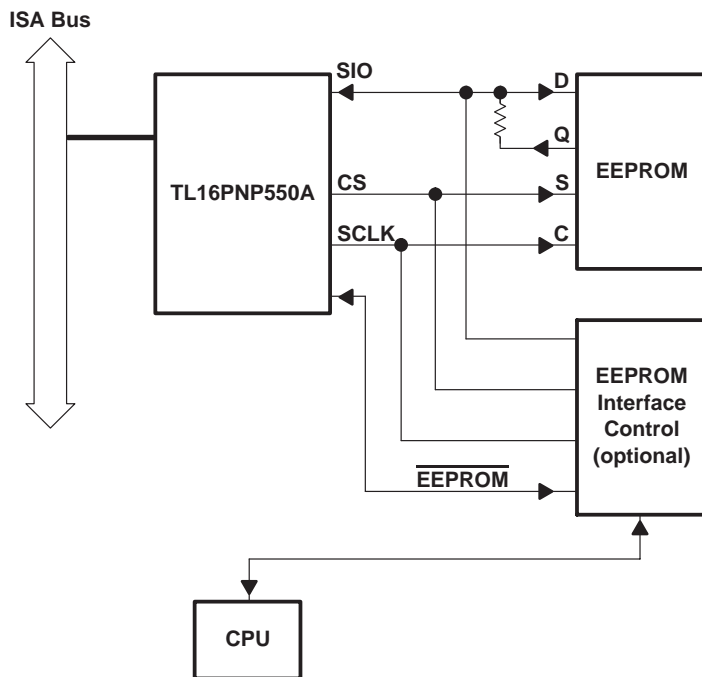 ISA Bus
SIO
D
Q
EEPROM
TL16PNP550A
CS
S
SCLK
C
EEPROM
Interface
Control
(optional)
EEPROM
CPU